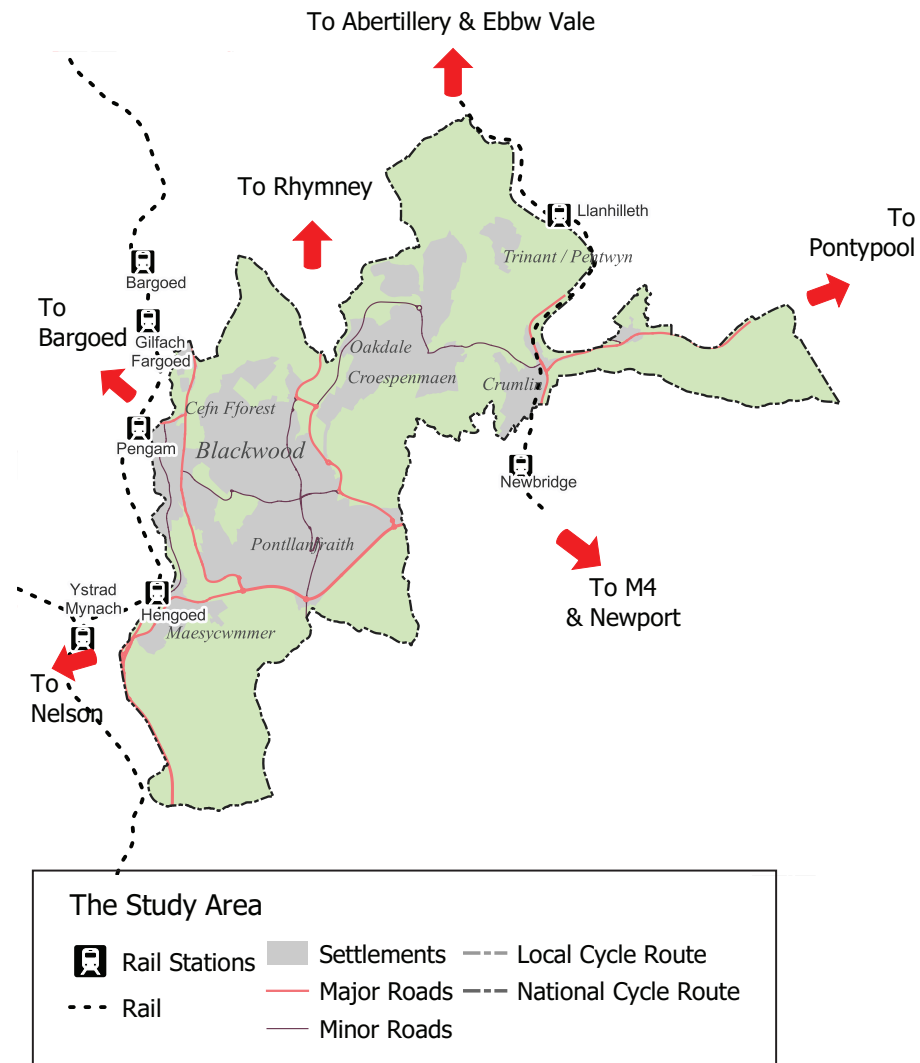 To Abertillery & Ebbw Vale
To Rhymney
Llanhilleth
To
Pontypool
Trinant / Pentwyn
Bargoed
To
Bargoed
Gilfach
Fargoed
Oakdale
Croespenmaen
Crumlin
Cefn Fforest
Pengam
Blackwood
Newbridge
Pontllanfraith
To M4
& Newport
Ystrad
Mynach
Hengoed
Maesycwmmer
To
Nelson
The Study Area
Rail Stations
Settlements
Local Cycle Route
Rail
Major Roads
National Cycle Route
Minor Roads